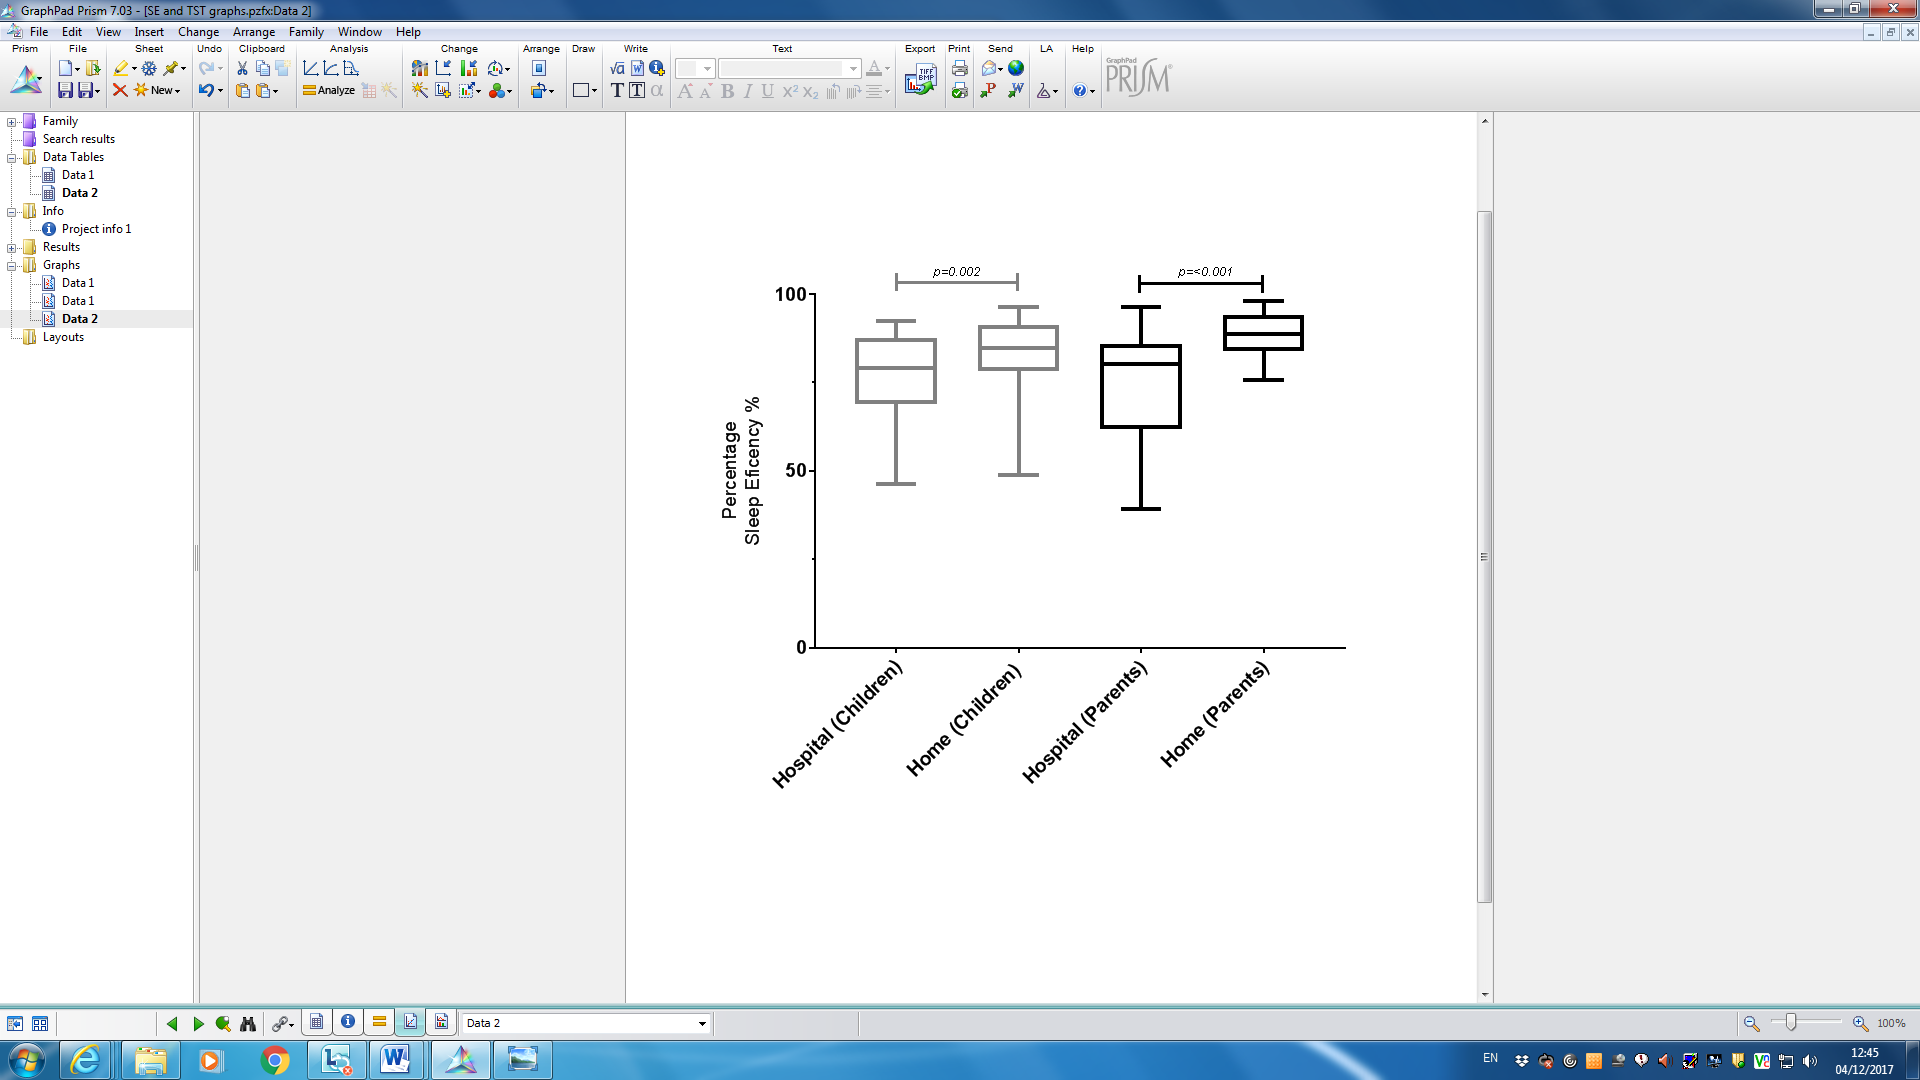 GraphPad Prism 7.03 - [SE and TST graphs.pzfx:Data 2]
File Edit View Insert Change Arrange Family Window Help
Prism File Sheet Undo Clipboard Analysis Change Arrange Draw Write Text Export Print Send LA Help
New
Analyze
TIFF
BMP
GraphPad
PRISM
Family
Search results
Data Tables
Data 1
Data 2
Info
Project info 1
Results
Graphs
Data 1
Data 1
Data 2
Layouts
p=0.002
p=<0.001
100
50
0
Percentage
Sleep Eficency %
Hospital (Children)
Home (Children)
Hospital (Parents)
Home (Parents)
Data 2
100%
EN
12:45
04/12/2017